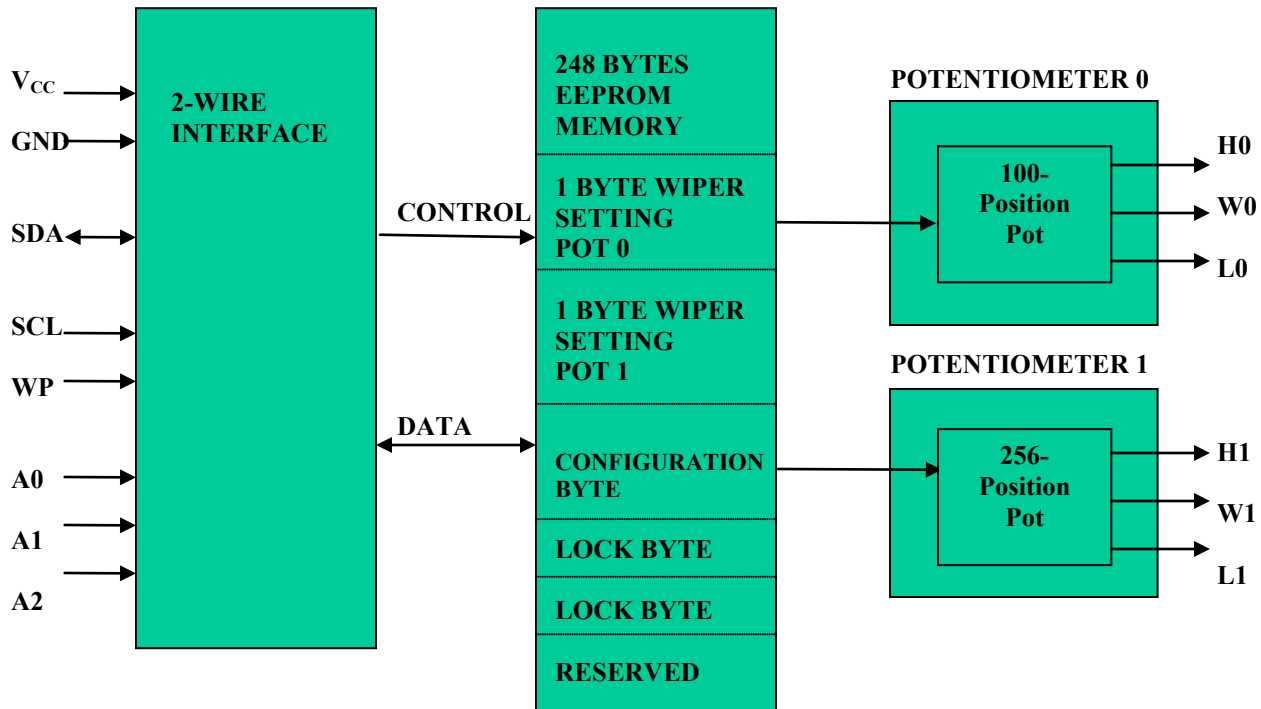 V_CC
GND
SDA
SCL
WP
A0
A1
A2
2-WIRE
INTERFACE
CONTROL
DATA
248 BYTES
EEPROM
MEMORY
1 BYTE WIPER
SETTING
POT 0
1 BYTE WIPER
SETTING
POT 1
CONFIGURATION
BYTE
LOCK BYTE
LOCK BYTE
RESERVED
POTENTIOMETER 0
100-
Position
Pot
H0
W0
L0
POTENTIOMETER 1
256-
Position
Pot
H1
W1
L1